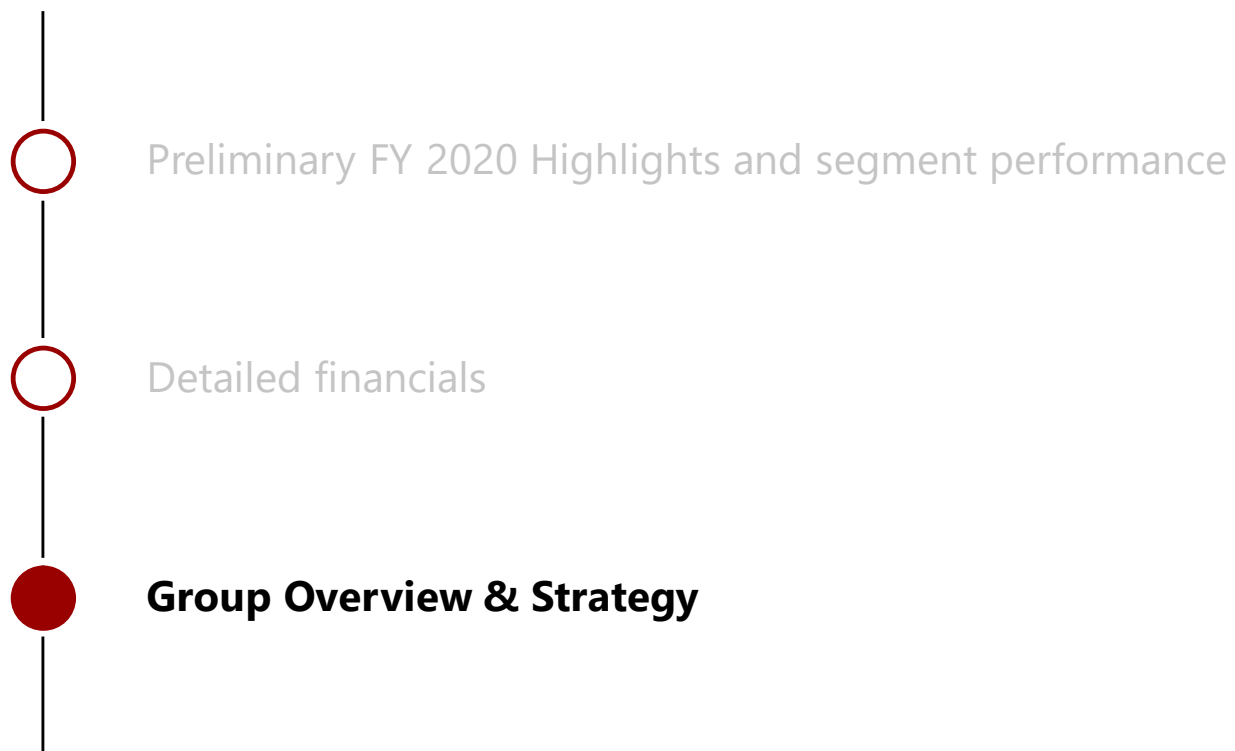 Preliminary FY 2020 Highlights and segment performance
Detailed financials
Group Overview & Strategy